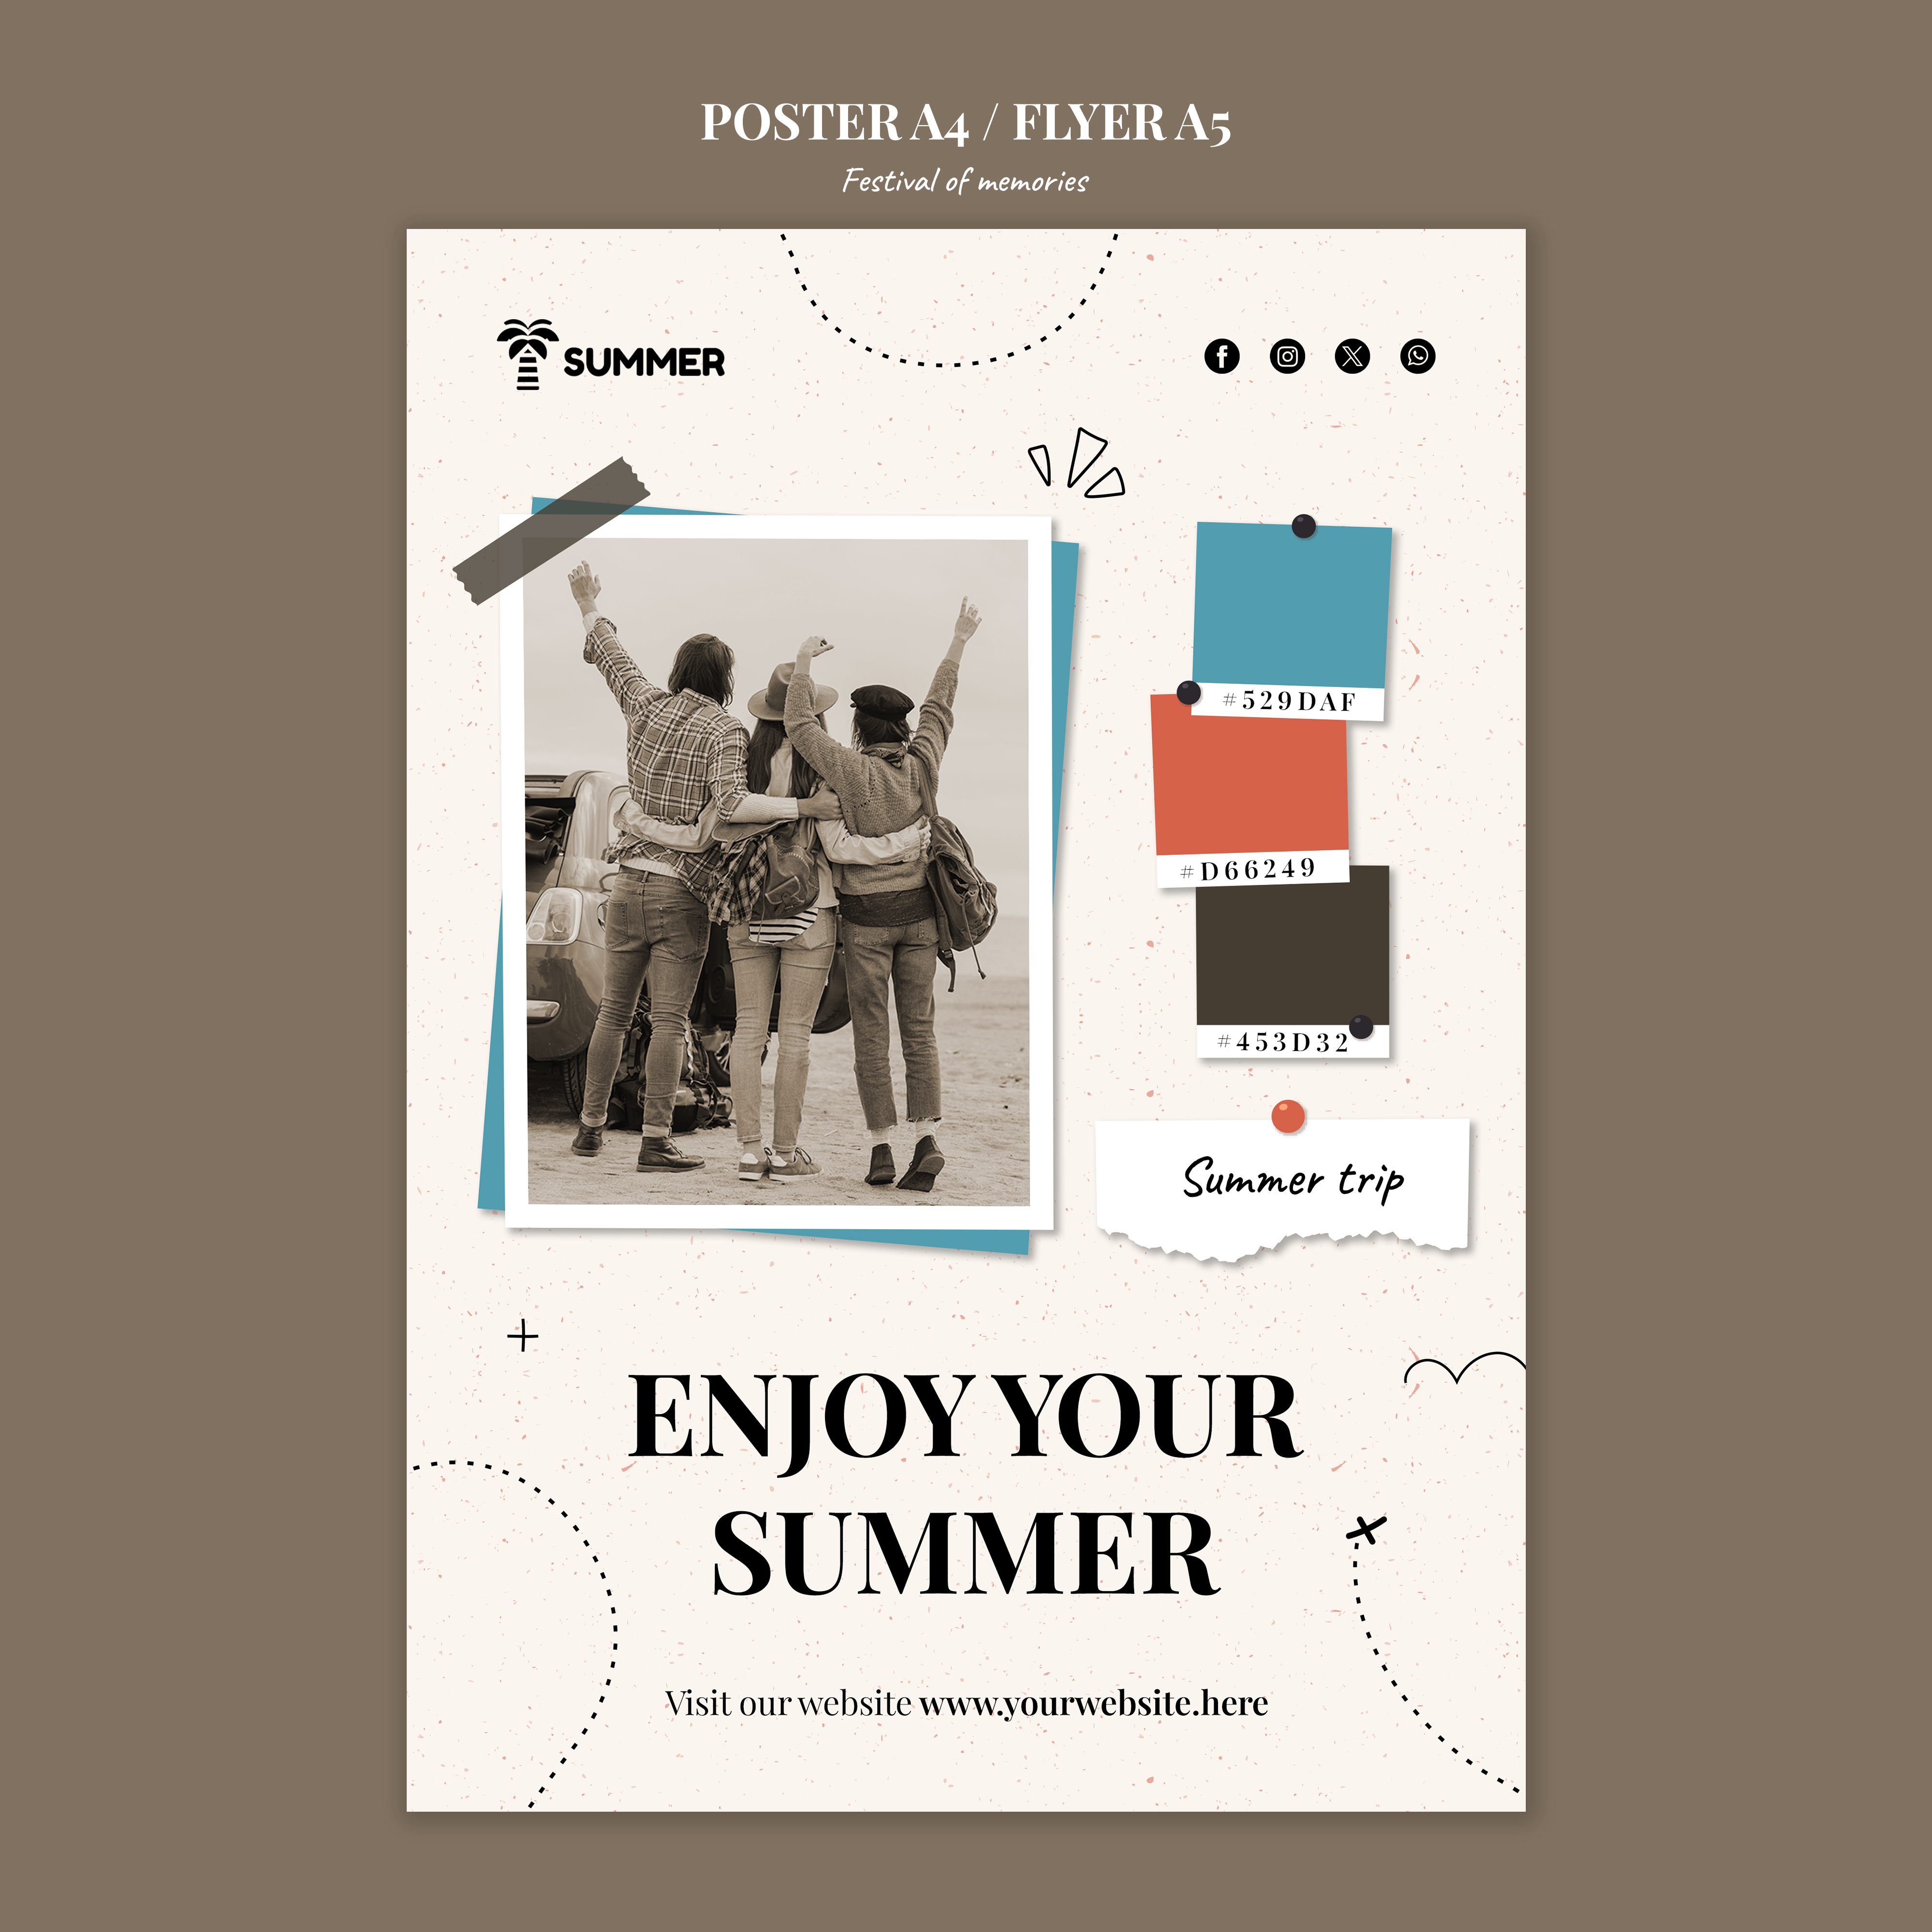 POSTER A4 / FLYER A5
Festival of memories
SUMMER
#529DAF
#D66249
#453D32
Summer trip
ENJOY YOUR
SUMMER
Visit our website www.yourwebsite.here